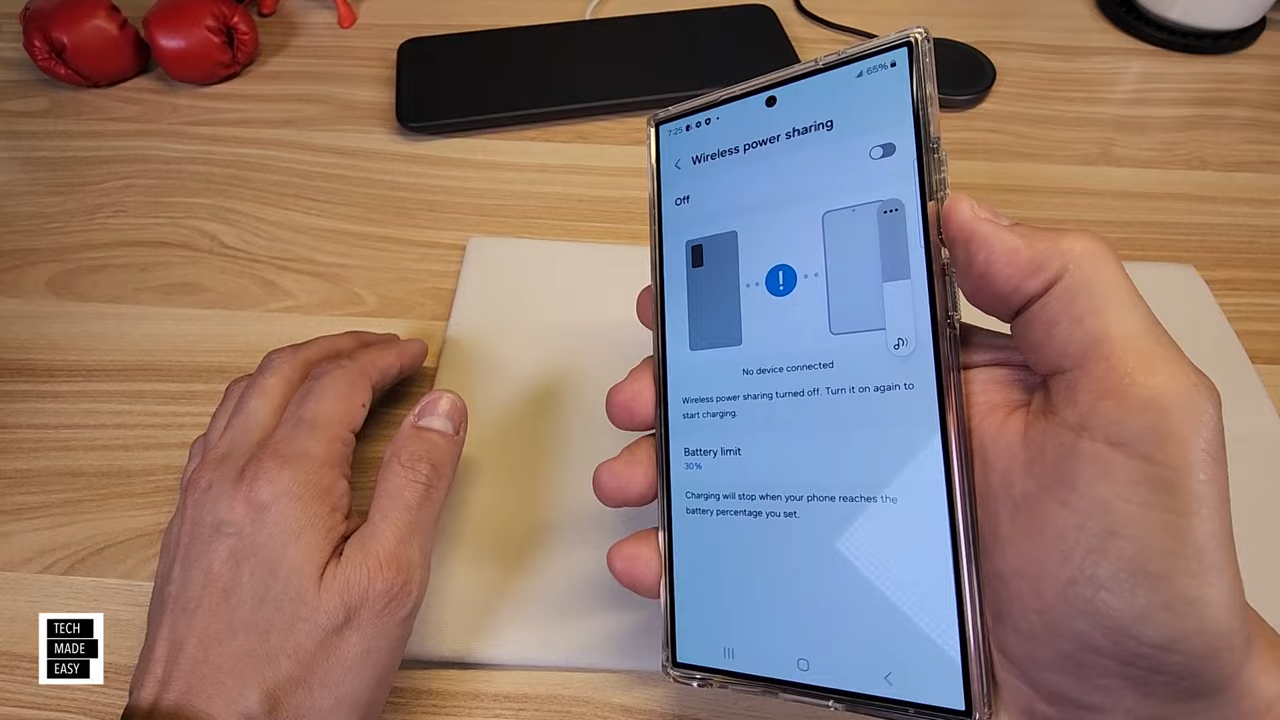 7:25
65%
Wireless power sharing
Off
No device connected
Wireless power sharing turned off. Turn it on again to
start charging.
Battery limit
30%
Charging will stop when your phone reaches the
battery percentage you set.
TECH
MADE
EASY